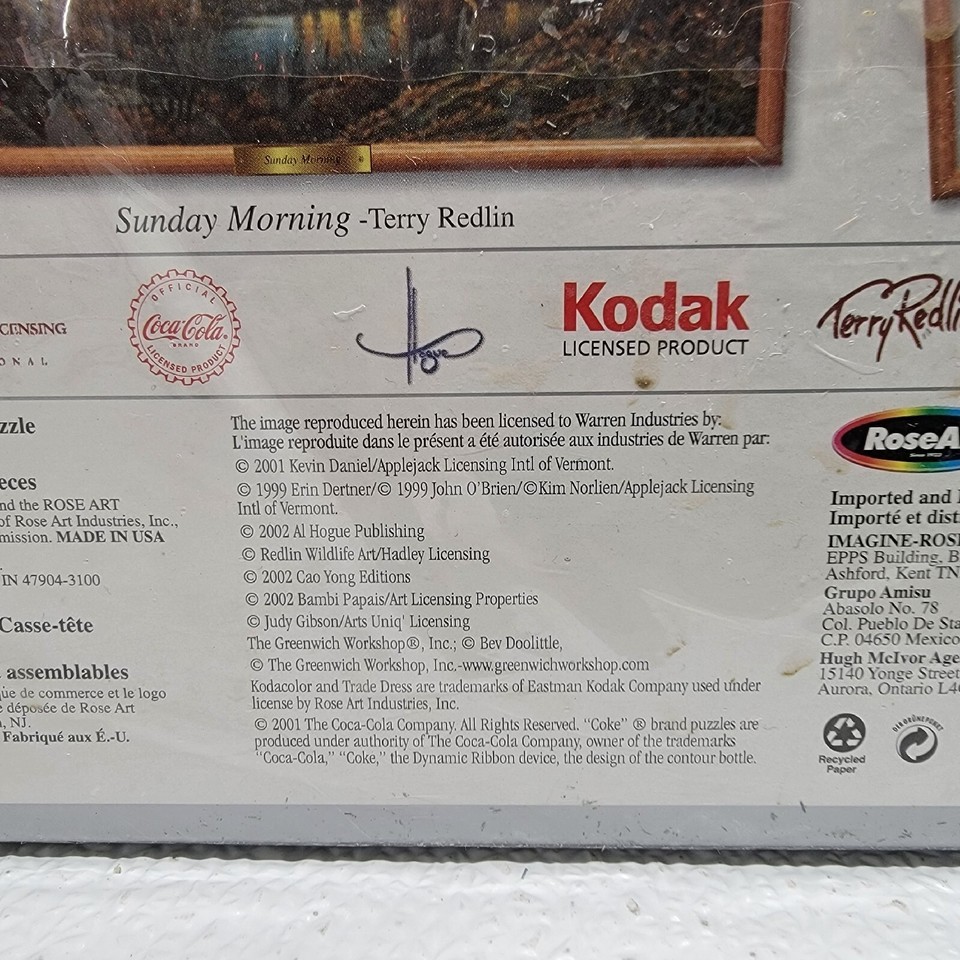 Sunday Morning
Sunday Morning -Terry Redlin
CENSING
ONAL
OFFICIAL
Coca-Cola
BRAND
LICENSED PRODUCT
Hogue
Kodak
LICENSED PRODUCT
Terry Redli
zzle
eces
nd the ROSE ART
of Rose Art Industries, Inc.,
mission. MADE IN USA
IN 47904-3100
Casse-tête
assemblables
que de commerce et le logo
e déposée de Rose Art
, NJ.
Fabriqué aux É.-U.
The image reproduced herein has been licensed to Warren Industries by:
L'image reproduite dans le présent a été autorisée aux industries de Warren par:
© 2001 Kevin Daniel/Applejack Licensing Intl of Vermont.
© 1999 Erin Dertner/© 1999 John O'Brien/©Kim Norlien/Applejack Licensing
Intl of Vermont.
© 2002 Al Hogue Publishing
© Redlin Wildlife Art/Hadley Licensing
© 2002 Cao Yong Editions
© 2002 Bambi Papais/Art Licensing Properties
© Judy Gibson/Arts Uniq' Licensing
The Greenwich Workshop®, Inc.; © Bev Doolittle,
© The Greenwich Workshop, Inc.-www.greenwichworkshop.com
Kodacolor and Trade Dress are trademarks of Eastman Kodak Company used under
license by Rose Art Industries, Inc.
© 2001 The Coca-Cola Company. All Rights Reserved. "Coke" ® brand puzzles are
produced under authority of The Coca-Cola Company, owner of the trademarks
"Coca-Cola," "Coke," the Dynamic Ribbon device, the design of the contour bottle.
RoseA
Since 1923
Imported and
Importé et dist
IMAGINE-ROS
EPPS Building, B
Ashford, Kent TN
Grupo Amisu
Abasolo No. 78
Col. Pueblo De Sta
C.P. 04650 Mexico
Hugh McIvor Age
15140 Yonge Street
Aurora, Ontario L4
Recycled
Paper
DER GRÜNE PUNKT